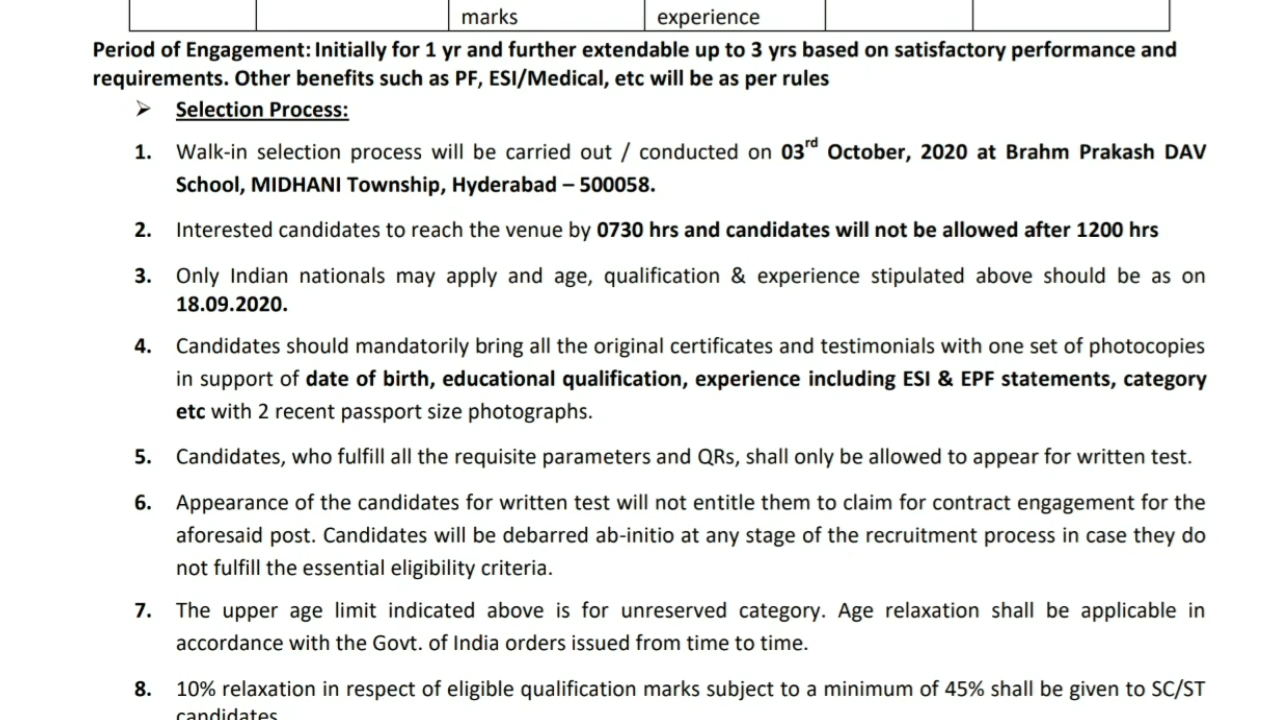 marks experience
Period of Engagement: Initially for 1 yr and further extendable up to 3 yrs based on satisfactory performance and
requirements. Other benefits such as PF, ESI/Medical, etc will be as per rules
➢ Selection Process:
1. Walk-in selection process will be carried out / conducted on 03rd October, 2020 at Brahm Prakash DAV
School, MIDHANI Township, Hyderabad – 500058.
2. Interested candidates to reach the venue by 0730 hrs and candidates will not be allowed after 1200 hrs
3. Only Indian nationals may apply and age, qualification & experience stipulated above should be as on
18.09.2020.
4. Candidates should mandatorily bring all the original certificates and testimonials with one set of photocopies
in support of date of birth, educational qualification, experience including ESI & EPF statements, category
etc with 2 recent passport size photographs.
5. Candidates, who fulfill all the requisite parameters and QRs, shall only be allowed to appear for written test.
6. Appearance of the candidates for written test will not entitle them to claim for contract engagement for the
aforesaid post. Candidates will be debarred ab-initio at any stage of the recruitment process in case they do
not fulfill the essential eligibility criteria.
7. The upper age limit indicated above is for unreserved category. Age relaxation shall be applicable in
accordance with the Govt. of India orders issued from time to time.
8. 10% relaxation in respect of eligible qualification marks subject to a minimum of 45% shall be given to SC/ST
candidates